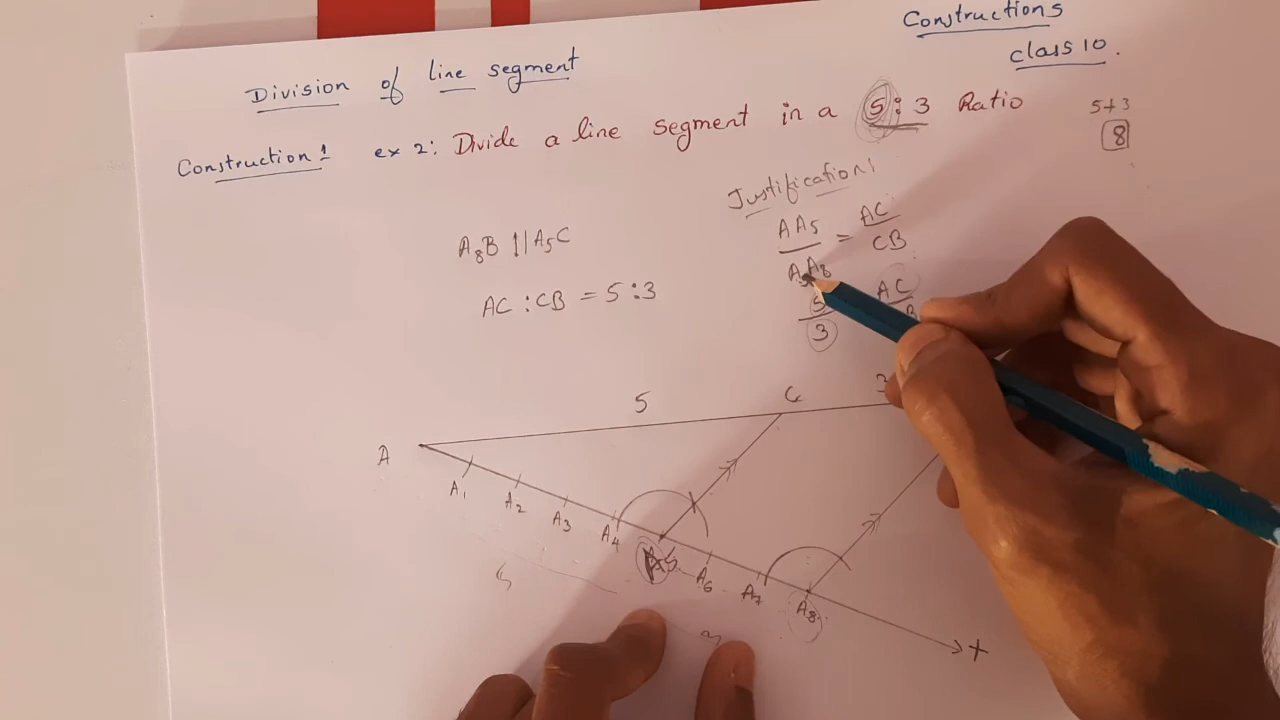 Constructions
class 10.
Division of line segment
Construction 1 ex 2: Divide a line segment in a 5:3 Ratio
5+3
8
Justification:
A8B || A5C
AC : CB = 5:3
AA5 / A5A8 = AC / CB
5 / 3 AC
5
C
3
A
A1
A2
A3
A4
A5
A6
A7
A8
5
3
X